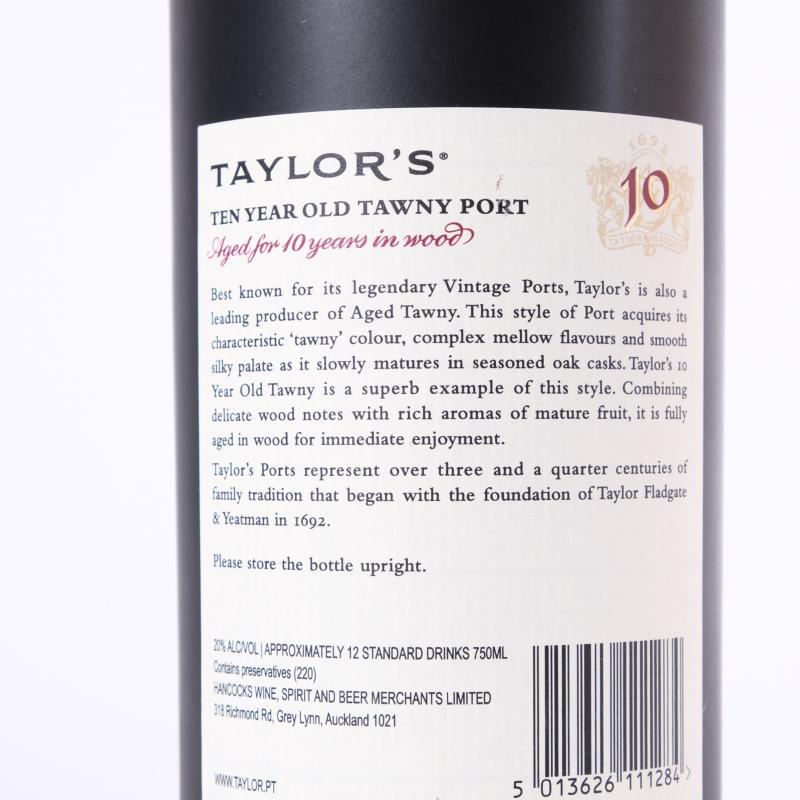 TAYLOR'S®
TEN YEAR OLD TAWNY PORT
Aged for 10 years in wood
1692
10
Best known for its legendary Vintage Ports, Taylor's is also a
leading producer of Aged Tawny. This style of Port acquires its
characteristic 'tawny' colour, complex mellow flavours and smooth
silky palate as it slowly matures in seasoned oak casks. Taylor's 10
Year Old Tawny is a superb example of this style. Combining
delicate wood notes with rich aromas of mature fruit, it is fully
aged in wood for immediate enjoyment.
Taylor's Ports represent over three and a quarter centuries of
family tradition that began with the foundation of Taylor Fladgate
& Yeatman in 1692.
Please store the bottle upright.
20% ALC/VOL | APPROXIMATELY 12 STANDARD DRINKS 750ML
Contains preservatives (220)
HANCOCKS WINE, SPIRIT AND BEER MERCHANTS LIMITED
318 Richmond Rd, Grey Lynn, Auckland 1021
WWW.TAYLOR.PT
5 013626 111284 >